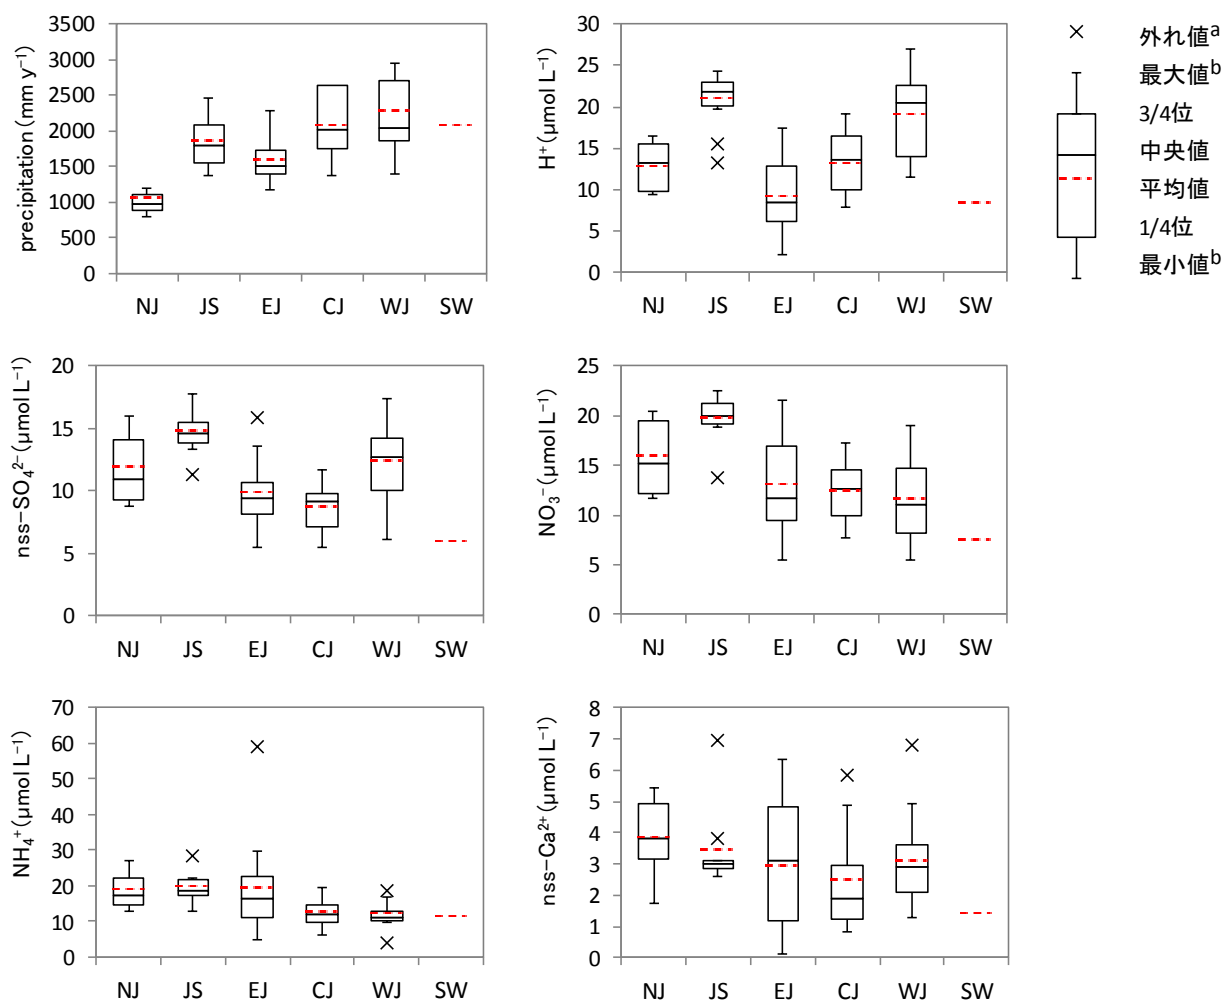 precipitation (mm y⁻¹)
3500
3000
2500
2000
1500
1000
500
0
NJ JS EJ CJ WJ SW
H⁺ (μmol L⁻¹)
30
25
20
15
10
5
0
NJ JS EJ CJ WJ SW
外れ値ᵃ
最大値ᵇ
3/4位
中央値
平均値
1/4位
最小値ᵇ
nss-SO₄²⁻ (μmol L⁻¹)
20
15
10
5
0
NJ JS EJ CJ WJ SW
NO₃⁻ (μmol L⁻¹)
25
20
15
10
5
0
NJ JS EJ CJ WJ SW
NH₄⁺ (μmol L⁻¹)
70
60
50
40
30
20
10
0
NJ JS EJ CJ WJ SW
nss-Ca²⁺ (μmol L⁻¹)
8
7
6
5
4
3
2
1
0
NJ JS EJ CJ WJ SW